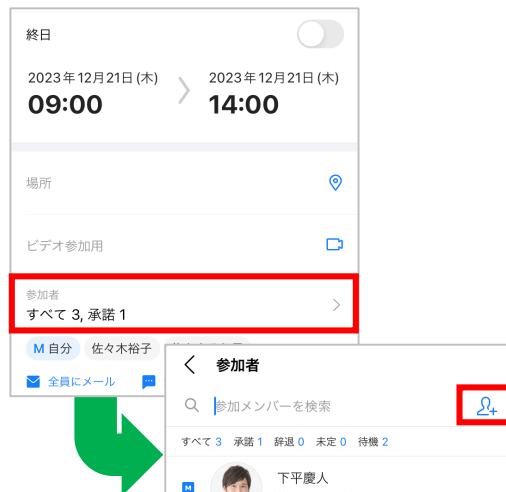 終日
2023年12月21日(木) 2023年12月21日(木)
09:00 14:00
場所
ビデオ参加用
参加者
すべて 3, 承諾 1
M 自分 佐々木裕子
全員にメール
参加者
参加メンバーを検索
すべて 3 承諾 1 辞退 0 未定 0 待機 2
M 下平慶人